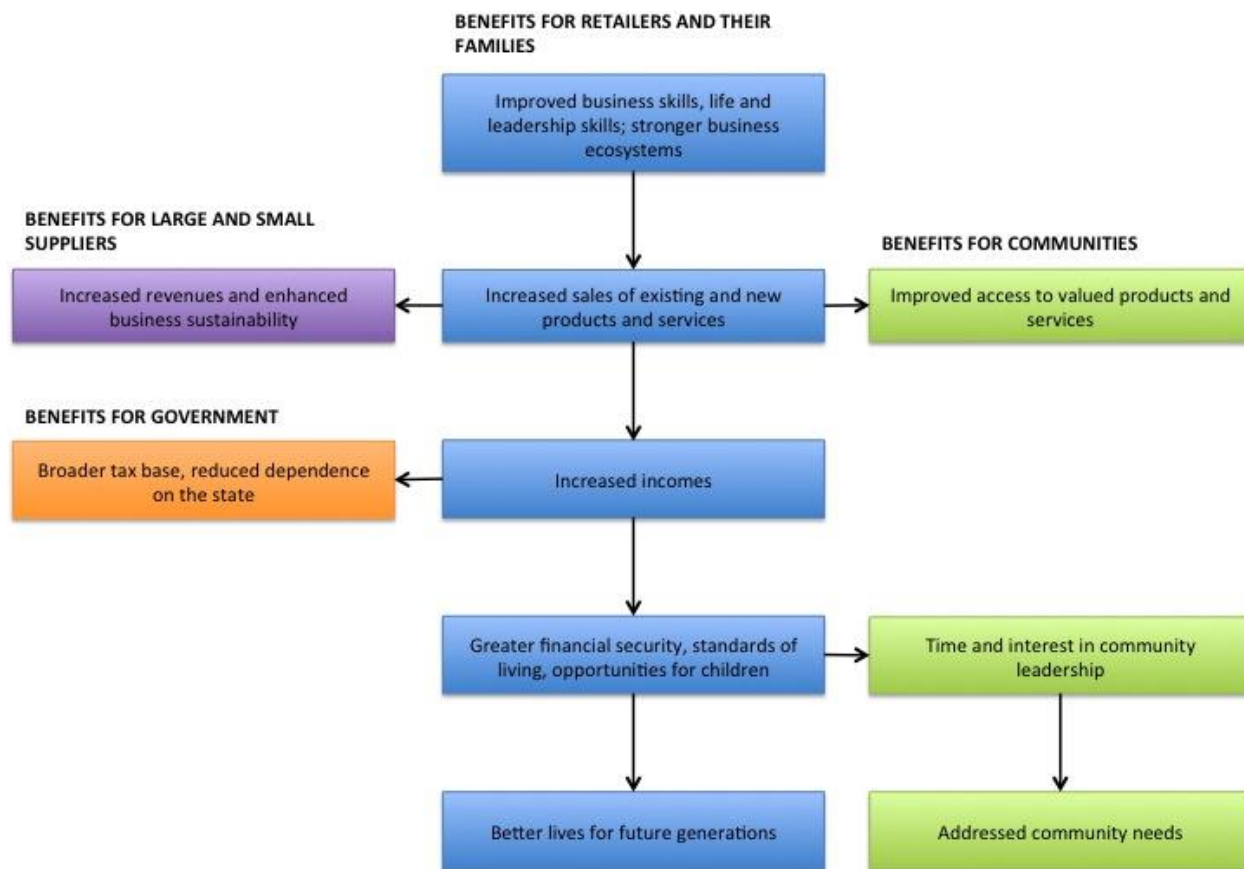 BENEFITS FOR RETAILERS AND THEIR
FAMILIES
Improved business skills, life and
leadership skills; stronger business
ecosystems
BENEFITS FOR LARGE AND SMALL
SUPPLIERS
BENEFITS FOR COMMUNITIES
Increased revenues and enhanced
business sustainability
Increased sales of existing and new
products and services
Improved access to valued products and
services
BENEFITS FOR GOVERNMENT
Broader tax base, reduced dependence
on the state
Increased incomes
Greater financial security, standards of
living, opportunities for children
Time and interest in community
leadership
Better lives for future generations
Addressed community needs